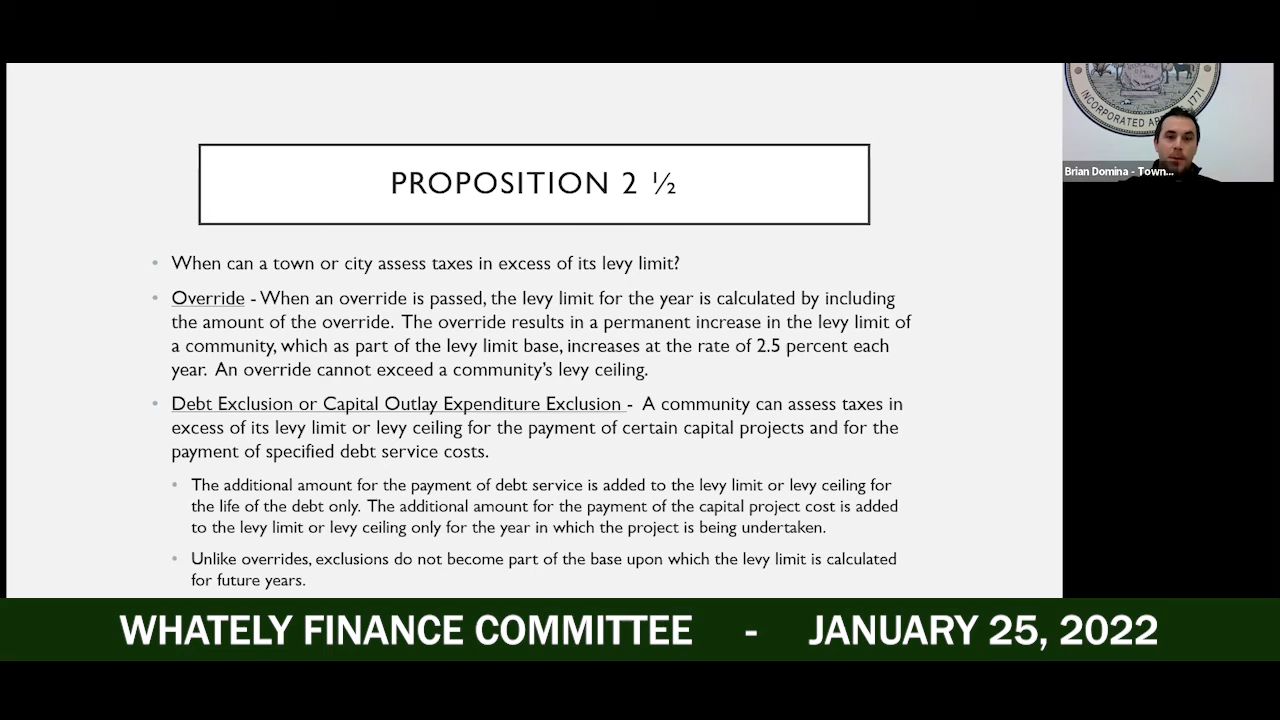 PROPOSITION 2 ½
• When can a town or city assess taxes in excess of its levy limit?
• Override - When an override is passed, the levy limit for the year is calculated by including
the amount of the override. The override results in a permanent increase in the levy limit of
a community, which as part of the levy limit base, increases at the rate of 2.5 percent each
year. An override cannot exceed a community’s levy ceiling.
• Debt Exclusion or Capital Outlay Expenditure Exclusion - A community can assess taxes in
excess of its levy limit or levy ceiling for the payment of certain capital projects and for the
payment of specified debt service costs.
• The additional amount for the payment of debt service is added to the levy limit or levy ceiling for
the life of the debt only. The additional amount for the payment of the capital project cost is added
to the levy limit or levy ceiling only for the year in which the project is being undertaken.
• Unlike overrides, exclusions do not become part of the base upon which the levy limit is calculated
for future years.
INCORPORATED 1771
Brian Domina - Town...
WHATELY FINANCE COMMITTEE - JANUARY 25, 2022